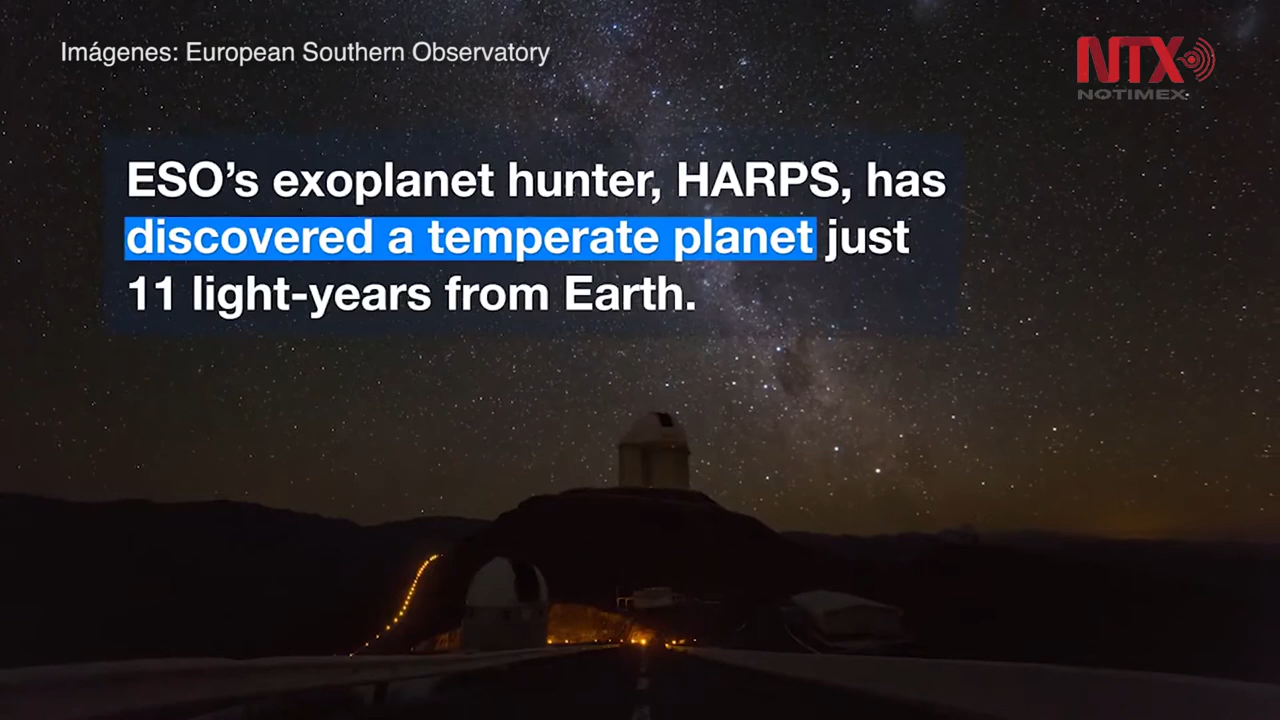 Imágenes: European Southern Observatory
NTX
NOTIMEX
ESO’s exoplanet hunter, HARPS, has
discovered a temperate planet just
11 light-years from Earth.